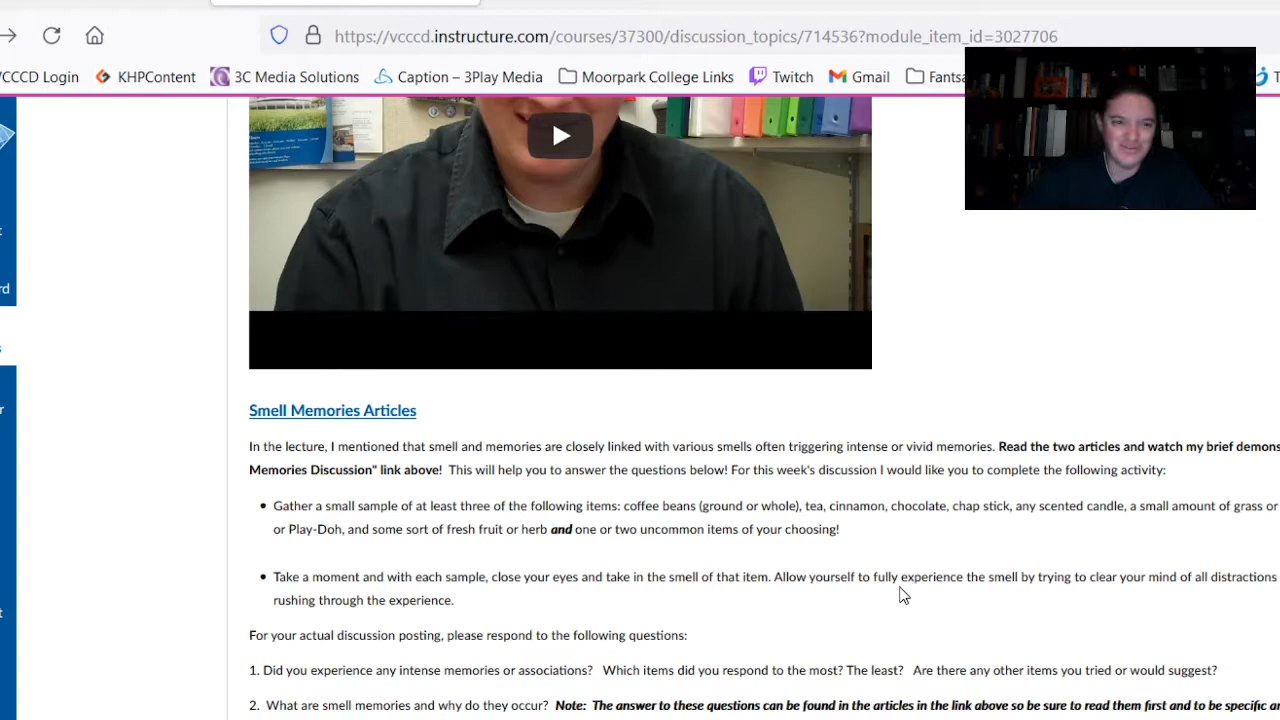 https://vcccd.instructure.com/courses/37300/discussion_topics/714536?module_item_id=3027706
VCCCD Login KHPContent 3C Media Solutions Caption – 3Play Media Moorpark College Links Twitch Gmail Fantas
Smell Memories Articles
In the lecture, I mentioned that smell and memories are closely linked with various smells often triggering intense or vivid memories. Read the two articles and watch my brief demons
Memories Discussion" link above! This will help you to answer the questions below! For this week's discussion I would like you to complete the following activity:
• Gather a small sample of at least three of the following items: coffee beans (ground or whole), tea, cinnamon, chocolate, chap stick, any scented candle, a small amount of grass or
or Play-Doh, and some sort of fresh fruit or herb and one or two uncommon items of your choosing!
• Take a moment and with each sample, close your eyes and take in the smell of that item. Allow yourself to fully experience the smell by trying to clear your mind of all distractions
rushing through the experience.
For your actual discussion posting, please respond to the following questions:
1. Did you experience any intense memories or associations? Which items did you respond to the most? The least? Are there any other items you tried or would suggest?
2. What are smell memories and why do they occur? Note: The answer to these questions can be found in the articles in the link above so be sure to read them first and to be specific an